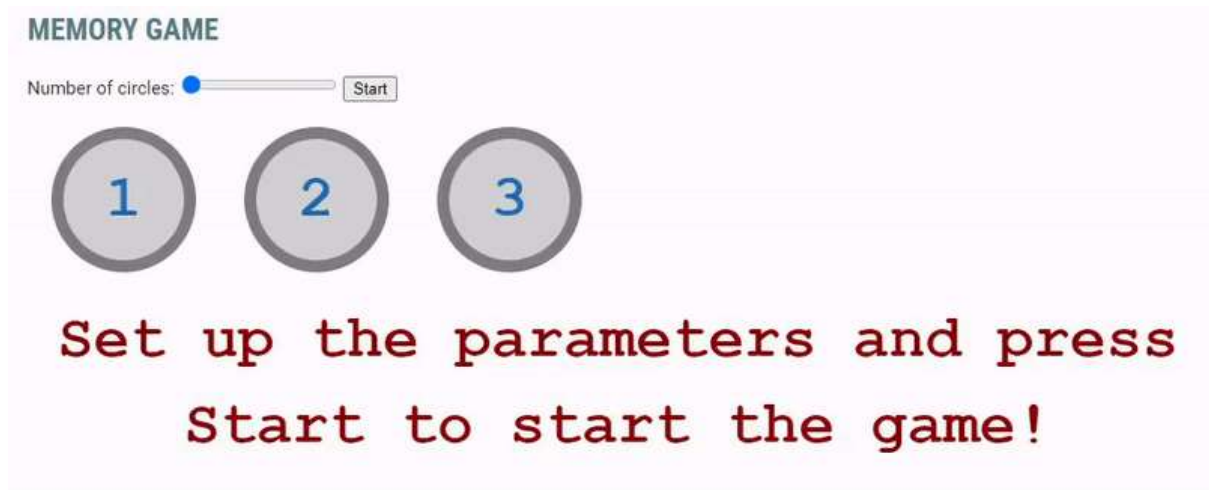 MEMORY GAME
Number of circles: Start
1 2 3
Set up the parameters and press
Start to start the game!